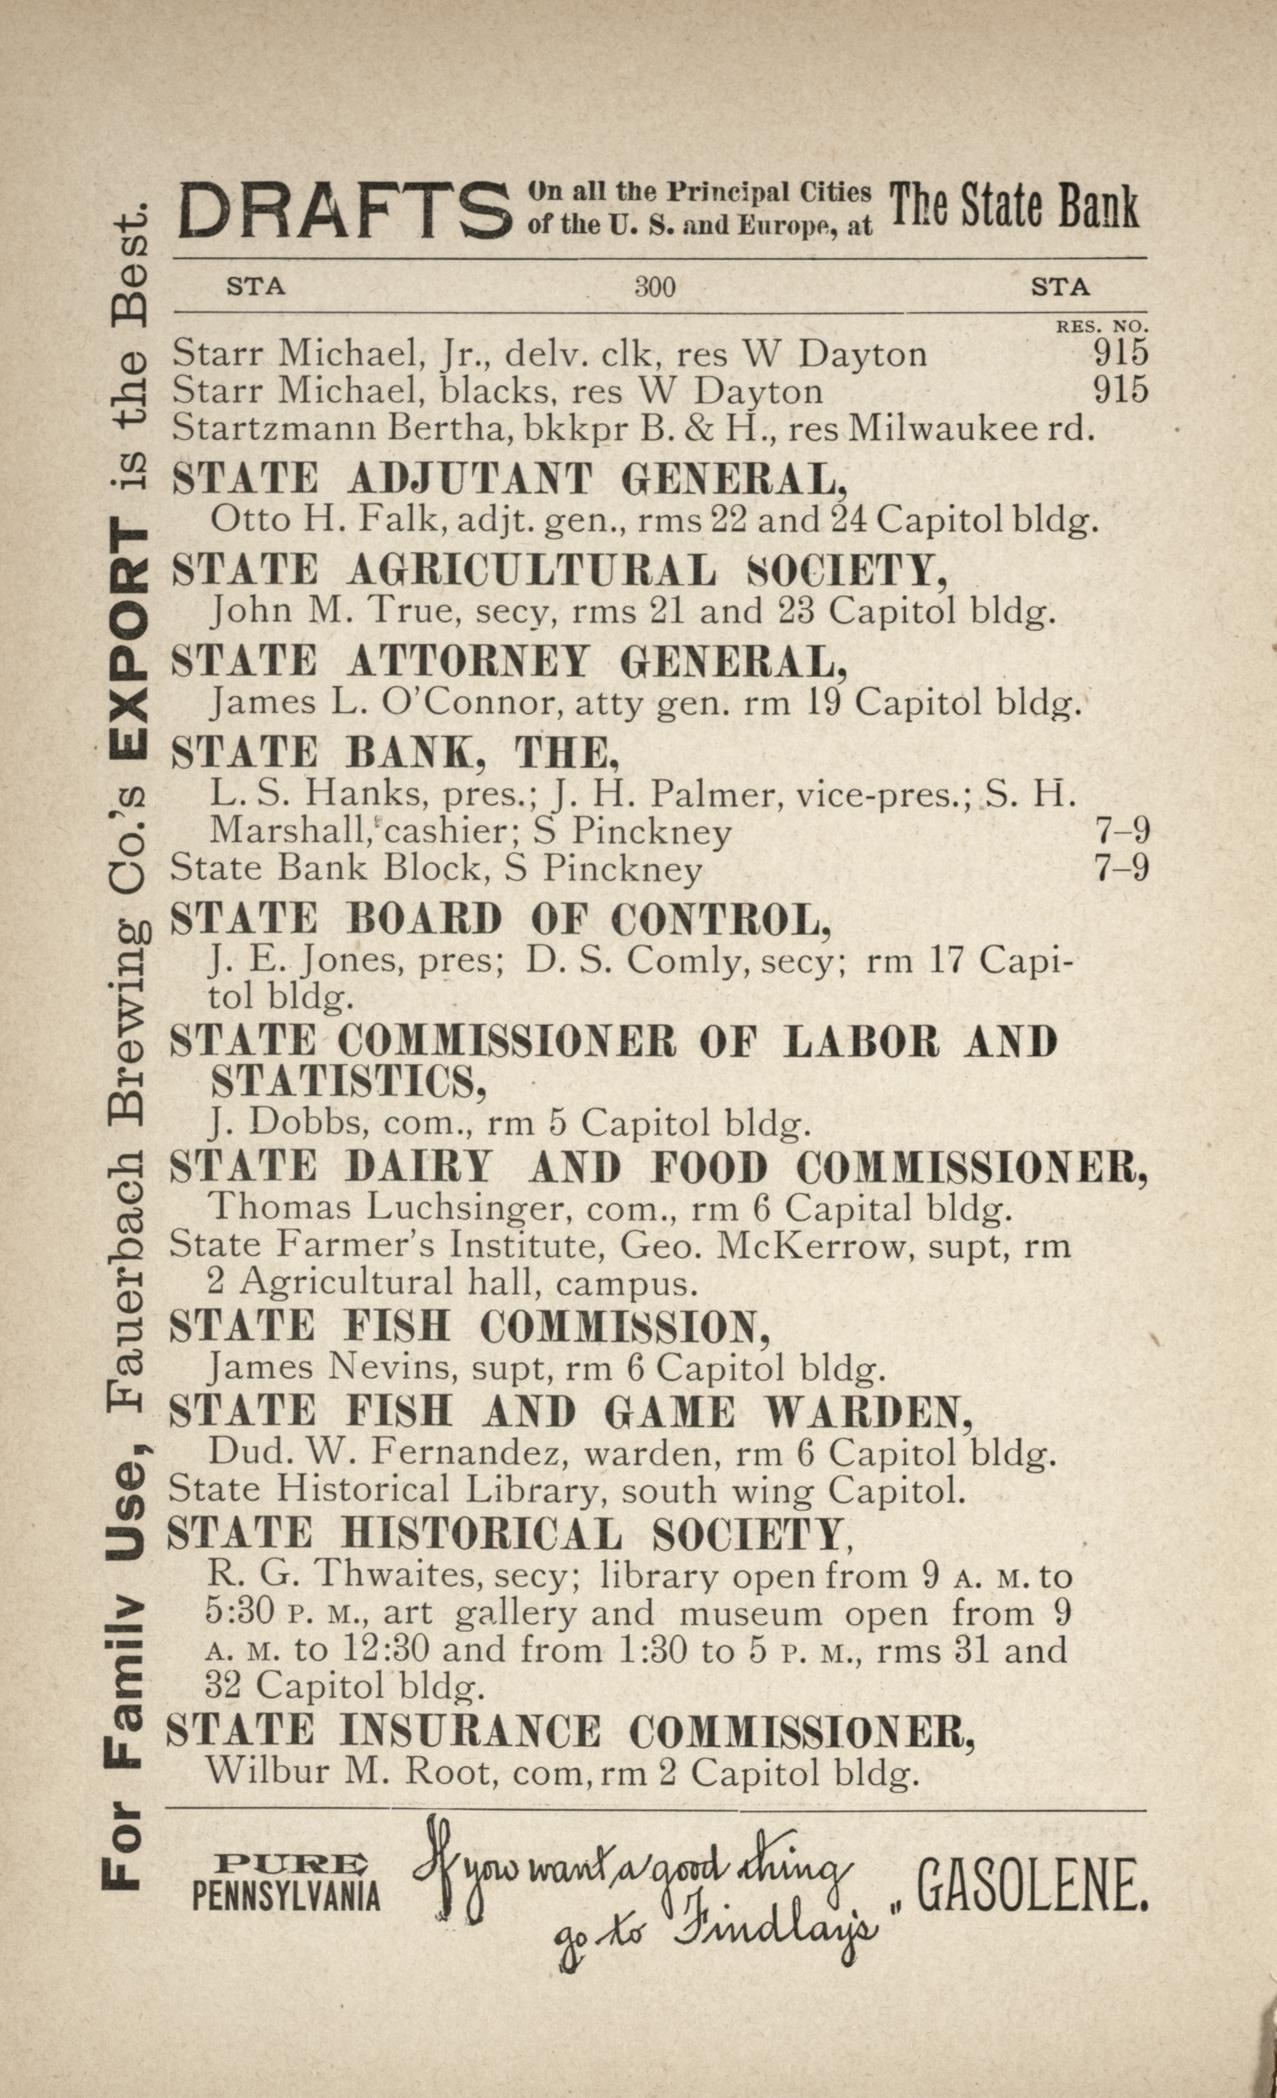 DRAFTS On all the Principal Cities of the U. S. and Europe, at The State Bank
STA 300 STA
RES. NO.
Starr Michael, Jr., delv. clk, res W Dayton 915
Starr Michael, blacks, res W Dayton 915
Startzmann Bertha, bkkpr B. & H., res Milwaukee rd.
STATE ADJUTANT GENERAL,
Otto H. Falk, adjt. gen., rms 22 and 24 Capitol bldg.
STATE AGRICULTURAL SOCIETY,
John M. True, secy, rms 21 and 23 Capitol bldg.
STATE ATTORNEY GENERAL,
James L. O'Connor, atty gen. rm 19 Capitol bldg.
STATE BANK, THE,
L. S. Hanks, pres.; J. H. Palmer, vice-pres.; S. H.
Marshall, cashier; S Pinckney 7–9
State Bank Block, S Pinckney 7–9
STATE BOARD OF CONTROL,
J. E. Jones, pres; D. S. Comly, secy; rm 17 Capi-
tol bldg.
STATE COMMISSIONER OF LABOR AND
STATISTICS,
J. Dobbs, com., rm 5 Capitol bldg.
STATE DAIRY AND FOOD COMMISSIONER,
Thomas Luchsinger, com., rm 6 Capital bldg.
State Farmer's Institute, Geo. McKerrow, supt, rm
2 Agricultural hall, campus.
STATE FISH COMMISSION,
James Nevins, supt, rm 6 Capitol bldg.
STATE FISH AND GAME WARDEN,
Dud. W. Fernandez, warden, rm 6 Capitol bldg.
State Historical Library, south wing Capitol.
STATE HISTORICAL SOCIETY,
R. G. Thwaites, secy; library open from 9 A. M. to
5:30 P. M., art gallery and museum open from 9
A. M. to 12:30 and from 1:30 to 5 P. M., rms 31 and
32 Capitol bldg.
STATE INSURANCE COMMISSIONER,
Wilbur M. Root, com, rm 2 Capitol bldg.
PURE PENNSYLVANIA If you want a good thing go to "Findlay's" GASOLENE.
For Family Use, Fauerbach Brewing Co.'s EXPORT is the Best.